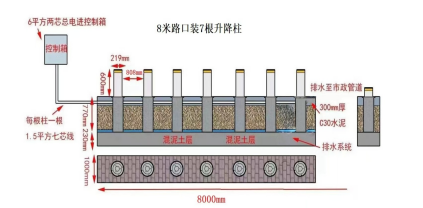 8米路口装7根升降柱
6平方两芯总电进控制箱
控制箱
219mm
808mm
600mm
排水至市政管道
300mm厚
C30水泥
每根柱一根
1.5平方七芯线
770mm
230mm
混泥土层
混泥土层
排水系统
1000mm
8000mm